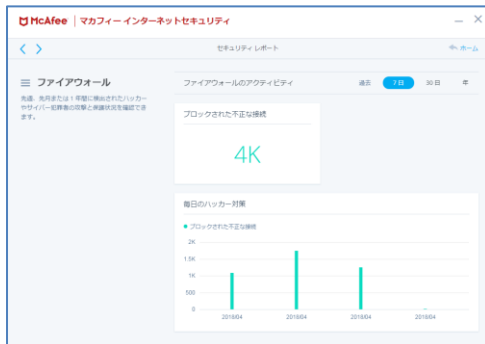 McAfee | マカフィー インターネットセキュリティ
セキュリティ レポート
ホーム
ファイアウォール
先週、先月または 1 年間に検出されたハッカー
やサイバー犯罪者の攻撃と保護状況を確認でき
ます。
ファイアウォールのアクティビティ
過去 7 日 30 日 年
ブロックされた不正な接続
4K
毎日のハッカー対策
ブロックされた不正な接続
2K
1.5K
1K
500
0
2018/04 2018/04 2018/04 2018/04